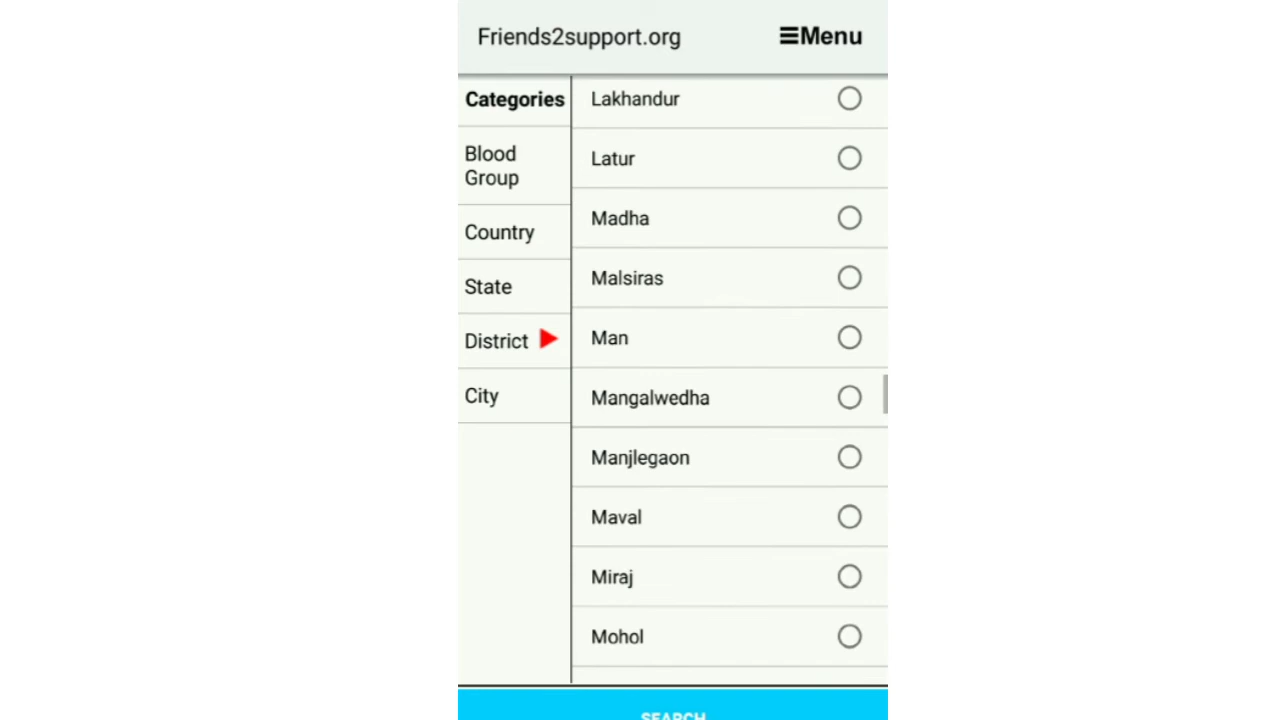 Friends2support.org
☰Menu
Categories
Blood
Group
Country
State
District
City
Lakhandur
Latur
Madha
Malsiras
Man
Mangalwedha
Manjlegaon
Maval
Miraj
Mohol
SEARCH